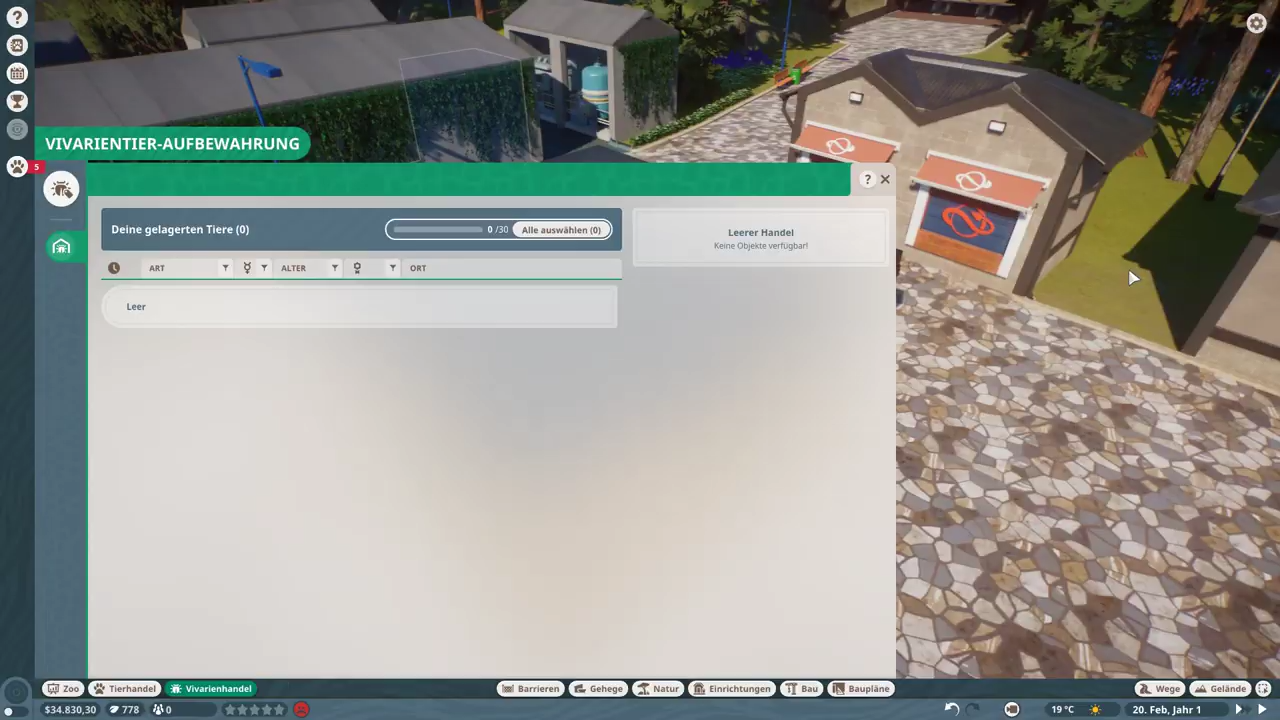 VIVARIENTIER-AUFBEWAHRUNG
5
?
Deine gelagerten Tiere (0)
0 /30
Alle auswählen (0)
Leerer Handel
Keine Objekte verfügbar!
ART
ALTER
ORT
Leer
Zoo
Tierhandel
Vivarienhandel
Barrieren
Gehege
Natur
Einrichtungen
Bau
Baupläne
Wege
Gelände
$34.830,30
778
0
19 °C
20. Feb, Jahr 1